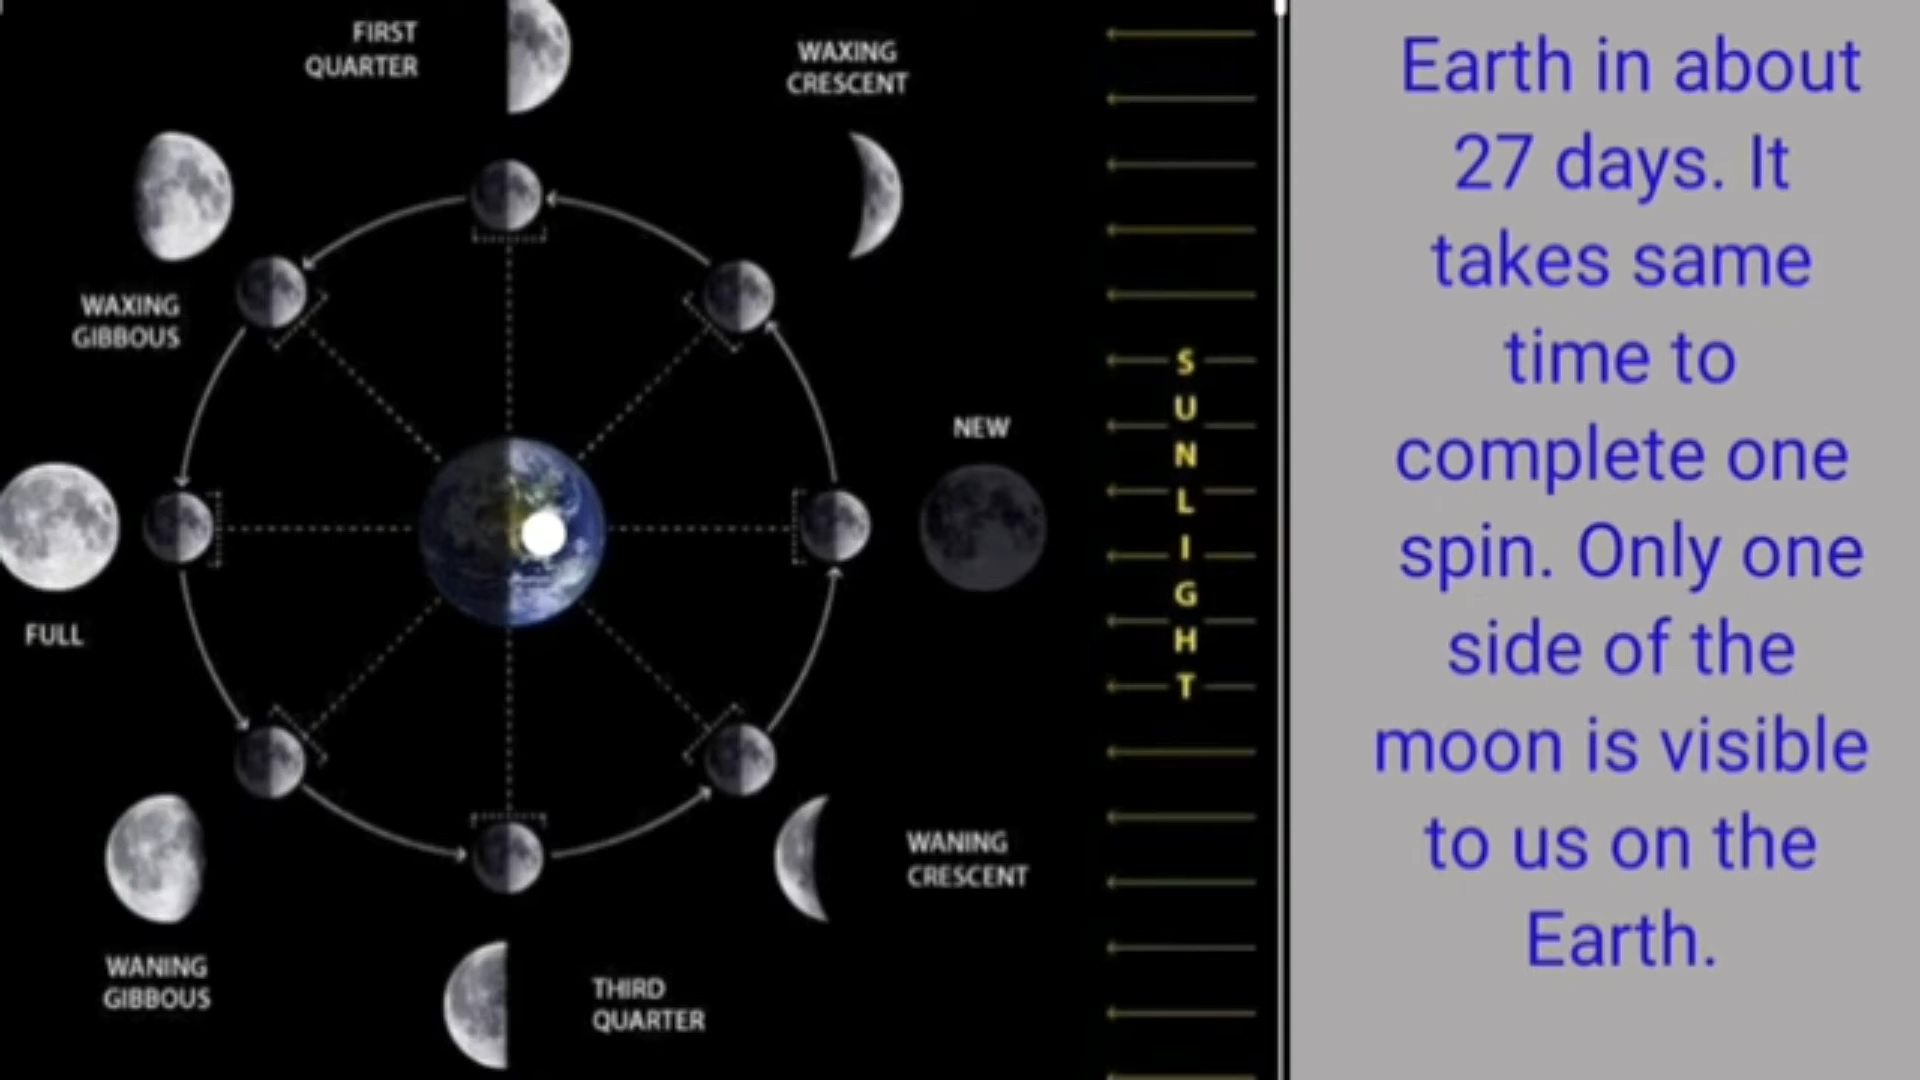 FIRST
QUARTER
WAXING
CRESCENT
WAXING
GIBBOUS
NEW
FULL
WANING
CRESCENT
WANING
GIBBOUS
THIRD
QUARTER
SUNLIGHT
Earth in about
27 days. It
takes same
time to
complete one
spin. Only one
side of the
moon is visible
to us on the
Earth.